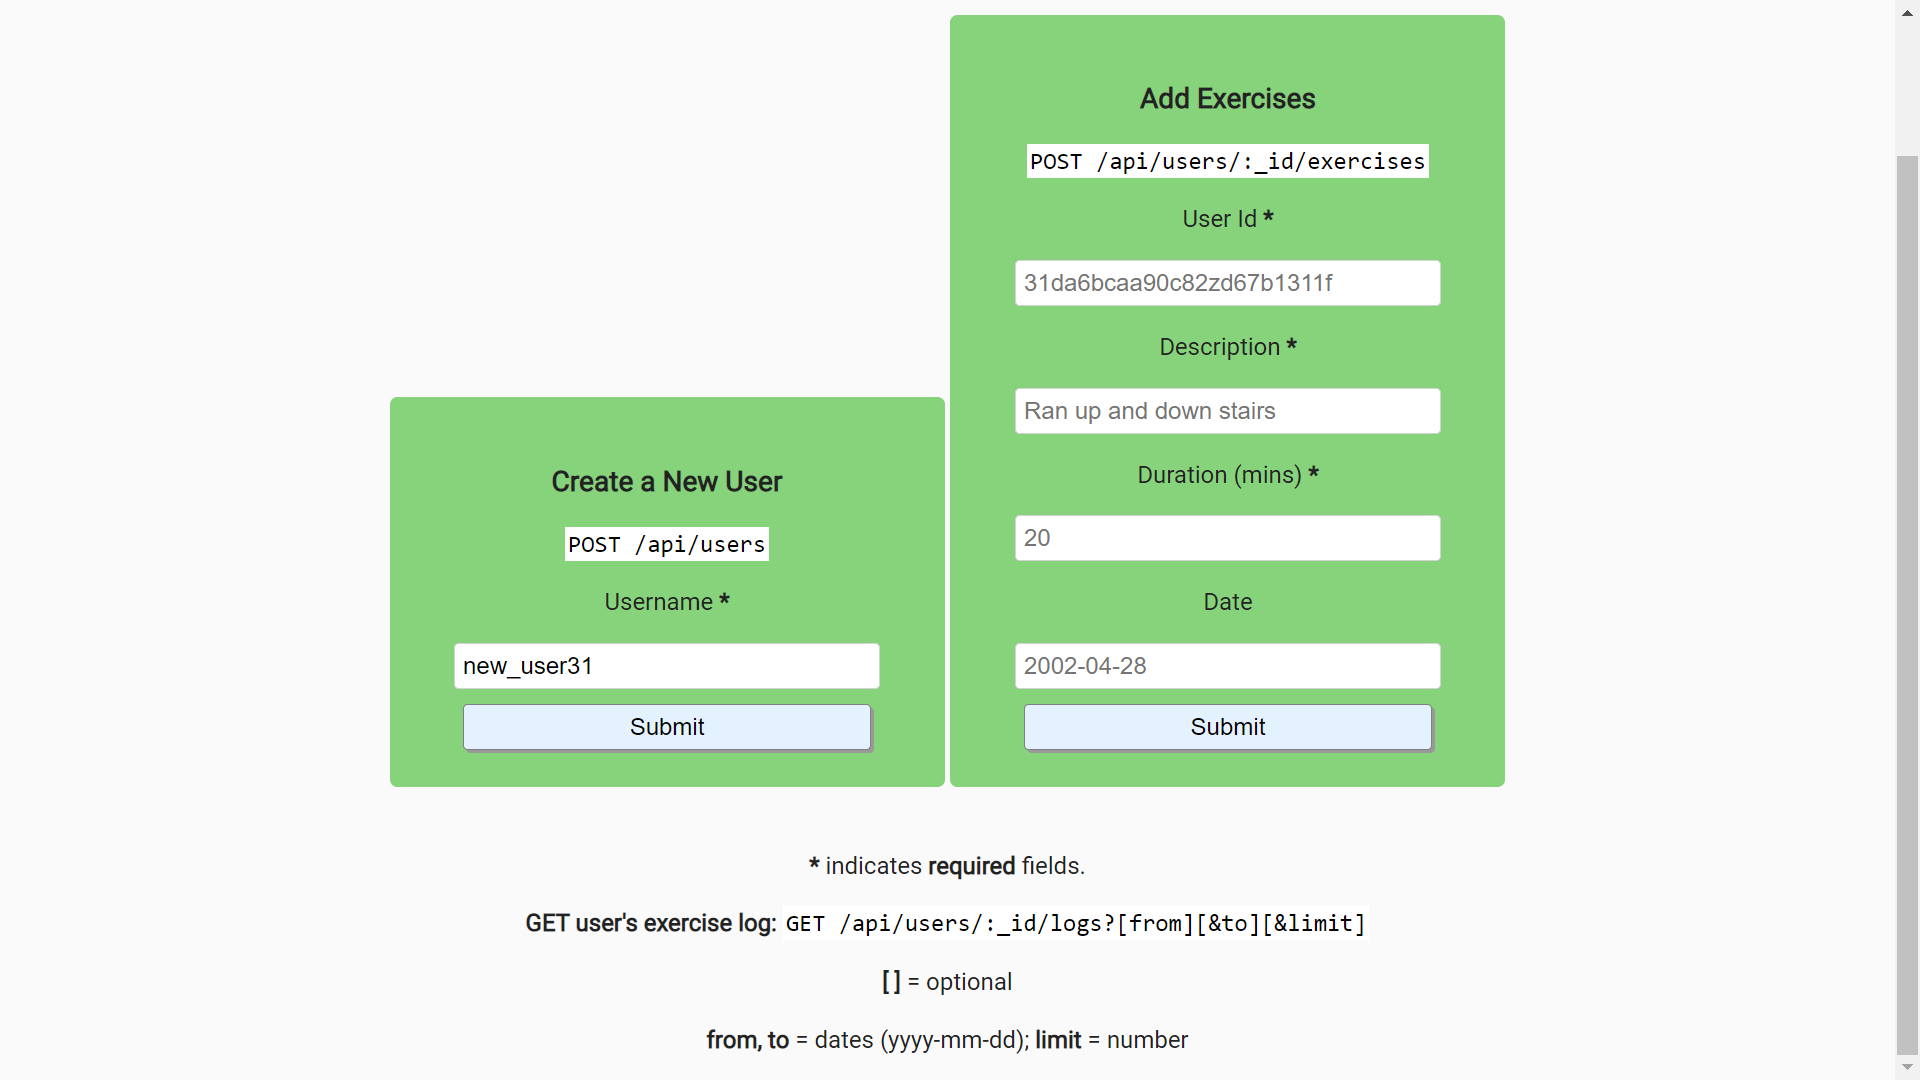 Create a New User
POST /api/users
Username *
new_user31
Submit
Add Exercises
POST /api/users/:_id/exercises
User Id *
31da6bcaa90c82zd67b1311f
Description *
Ran up and down stairs
Duration (mins) *
20
Date
2002-04-28
Submit
* indicates required fields.
GET user's exercise log: GET /api/users/:_id/logs?[from][&to][&limit]
[ ] = optional
from, to = dates (yyyy-mm-dd); limit = number